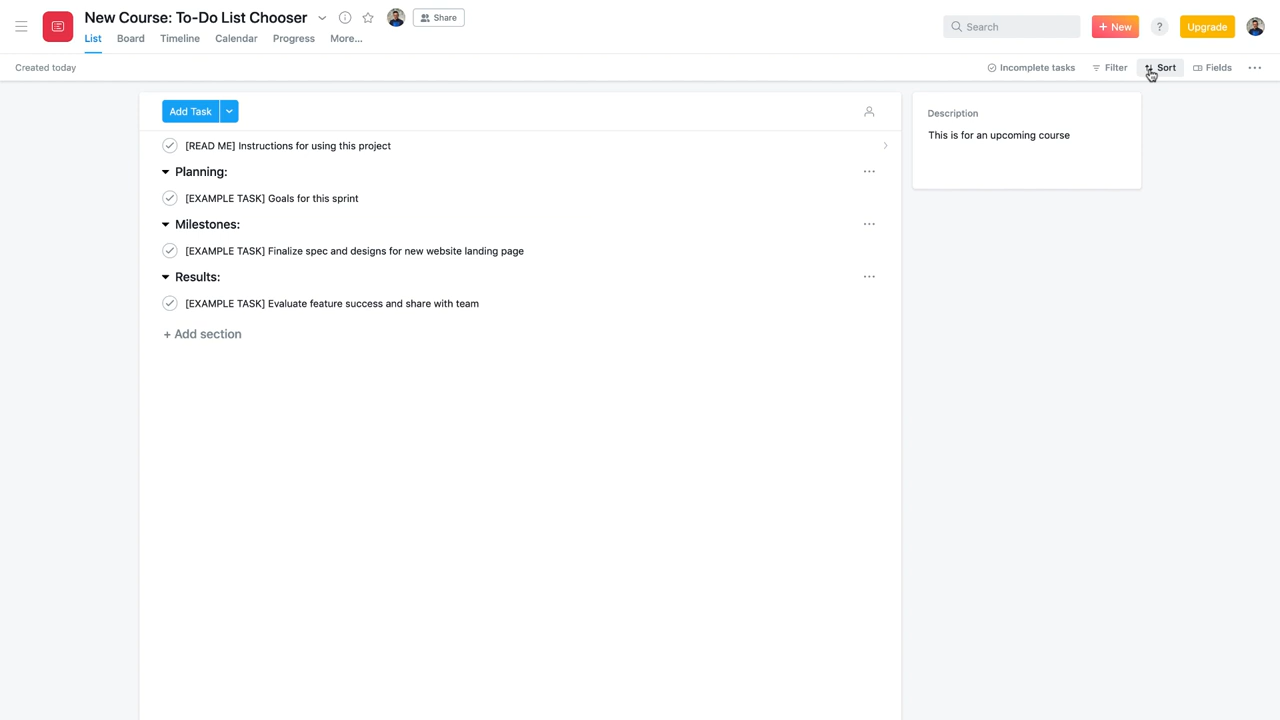 New Course: To-Do List Chooser
Share
List Board Timeline Calendar Progress More...
Search
+ New
?
Upgrade
Created today
Incomplete tasks Filter Sort Fields
Add Task
[READ ME] Instructions for using this project
Planning:
[EXAMPLE TASK] Goals for this sprint
Milestones:
[EXAMPLE TASK] Finalize spec and designs for new website landing page
Results:
[EXAMPLE TASK] Evaluate feature success and share with team
+ Add section
Description
This is for an upcoming course